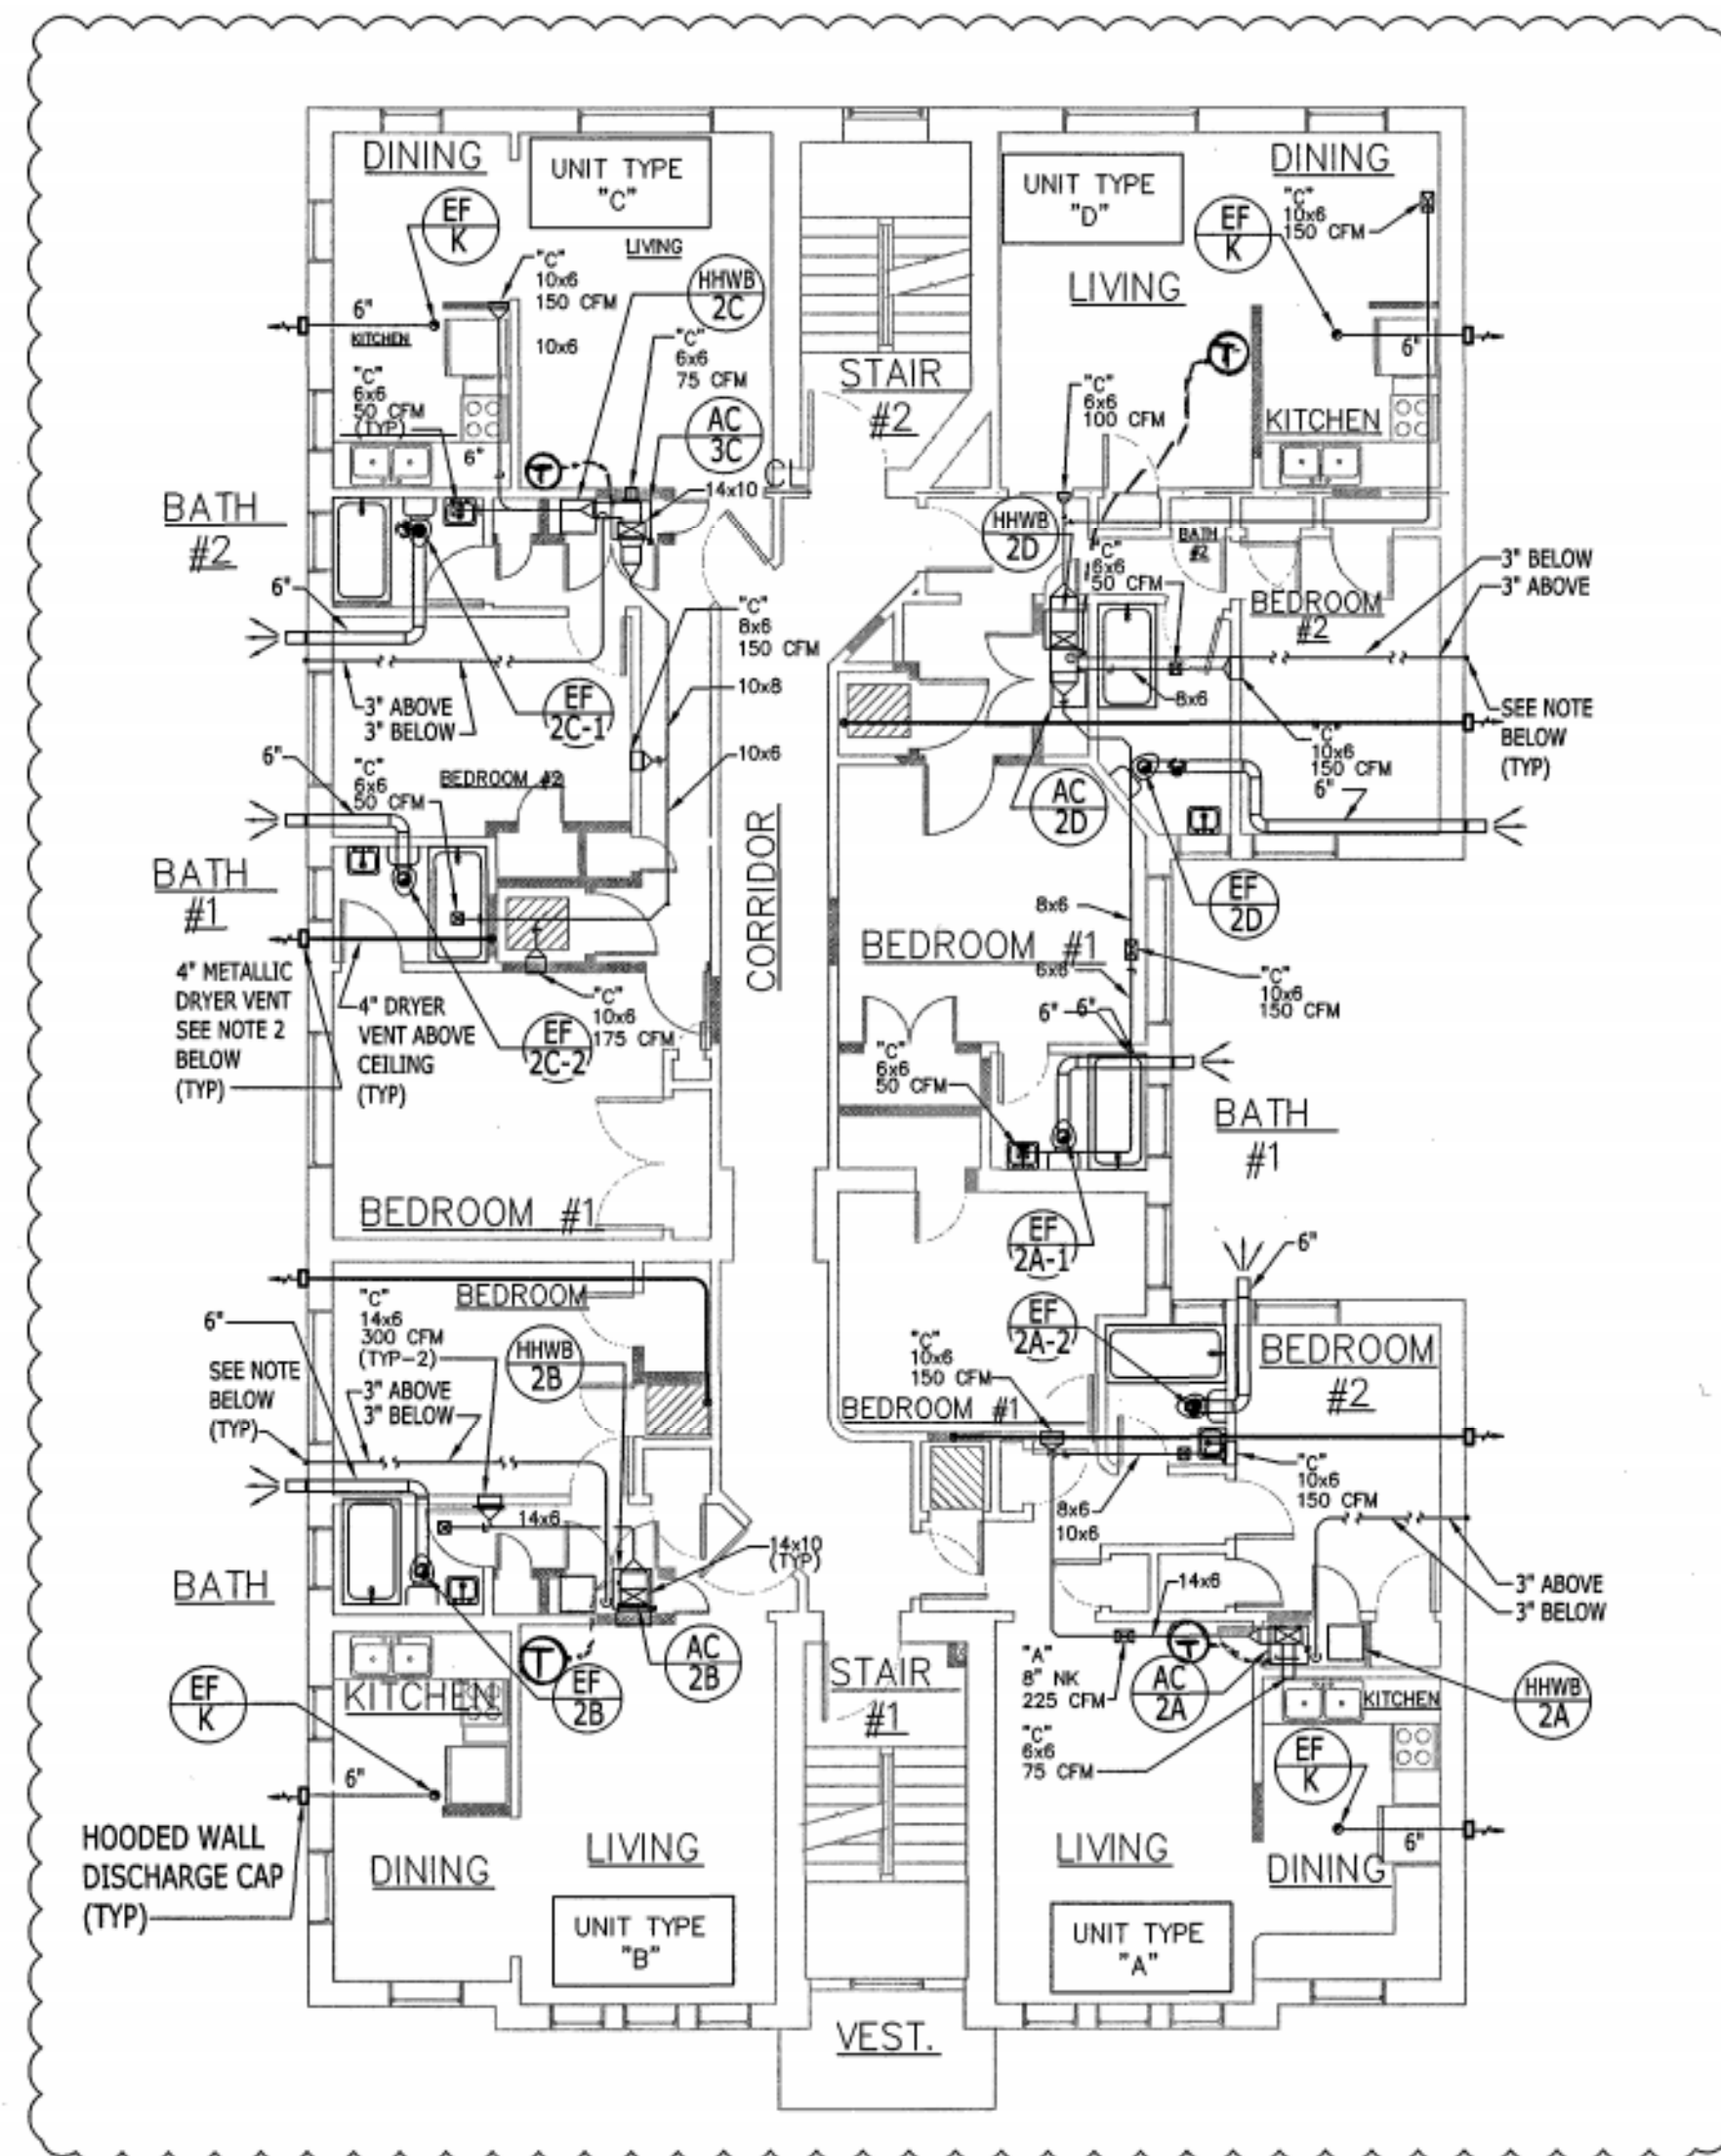 DINING
UNIT TYPE
"C"
EF
K
LIVING
"C"
10x6
150 CFM
HHWB
2C
6"
KITCHEN
10x6
"C"
6x6
75 CFM
"C"
6x6
50 CFM
(TYP)
AC
3C
6"
T
14x10
CL
BATH
#2
6"
3" ABOVE
3" BELOW
EF
2C-1
"C"
8x6
150 CFM
10x8
10x6
6"
"C"
6x6
50 CFM
BEDROOM #2
BATH
#1
4" METALLIC
DRYER VENT
SEE NOTE 2
BELOW
(TYP)
4" DRYER
VENT ABOVE
CEILING
(TYP)
"C"
10x6
175 CFM
EF
2C-2
BEDROOM #1
CORRIDOR
STAIR
#2
UNIT TYPE
"D"
DINING
"C"
10x6
150 CFM
EF
K
LIVING
T
6"
"C"
6x6
100 CFM
KITCHEN
HHWB
2D
BATH
#2
"C"
6x6
50 CFM
BEDROOM
#2
3" BELOW
3" ABOVE
8x6
SEE NOTE
BELOW
(TYP)
"C"
10x6
150 CFM
6"
AC
2D
EF
2D
8x6
BEDROOM #1
6x6
"C"
10x6
150 CFM
6"
6"
"C"
6x6
50 CFM
BATH
#1
EF
2A-1
6"
EF
2A-2
BEDROOM
#2
"C"
10x6
150 CFM
BEDROOM #1
"C"
10x6
150 CFM
8x6
10x6
14x6
3" ABOVE
3" BELOW
"A"
8" NK
225 CFM
T
AC
2A
KITCHEN
HHWB
2A
"C"
6x6
75 CFM
EF
K
6"
LIVING
DINING
UNIT TYPE
"A"
BEDROOM
6"
"C"
14x6
300 CFM
(TYP-2)
HHWB
2B
SEE NOTE
BELOW
(TYP)
3" ABOVE
3" BELOW
14x6
14x10
(TYP)
BATH
T
AC
2B
EF
2B
KITCHEN
EF
K
6"
HOODED WALL
DISCHARGE CAP
(TYP)
DINING
LIVING
UNIT TYPE
"B"
STAIR
#1
VEST.